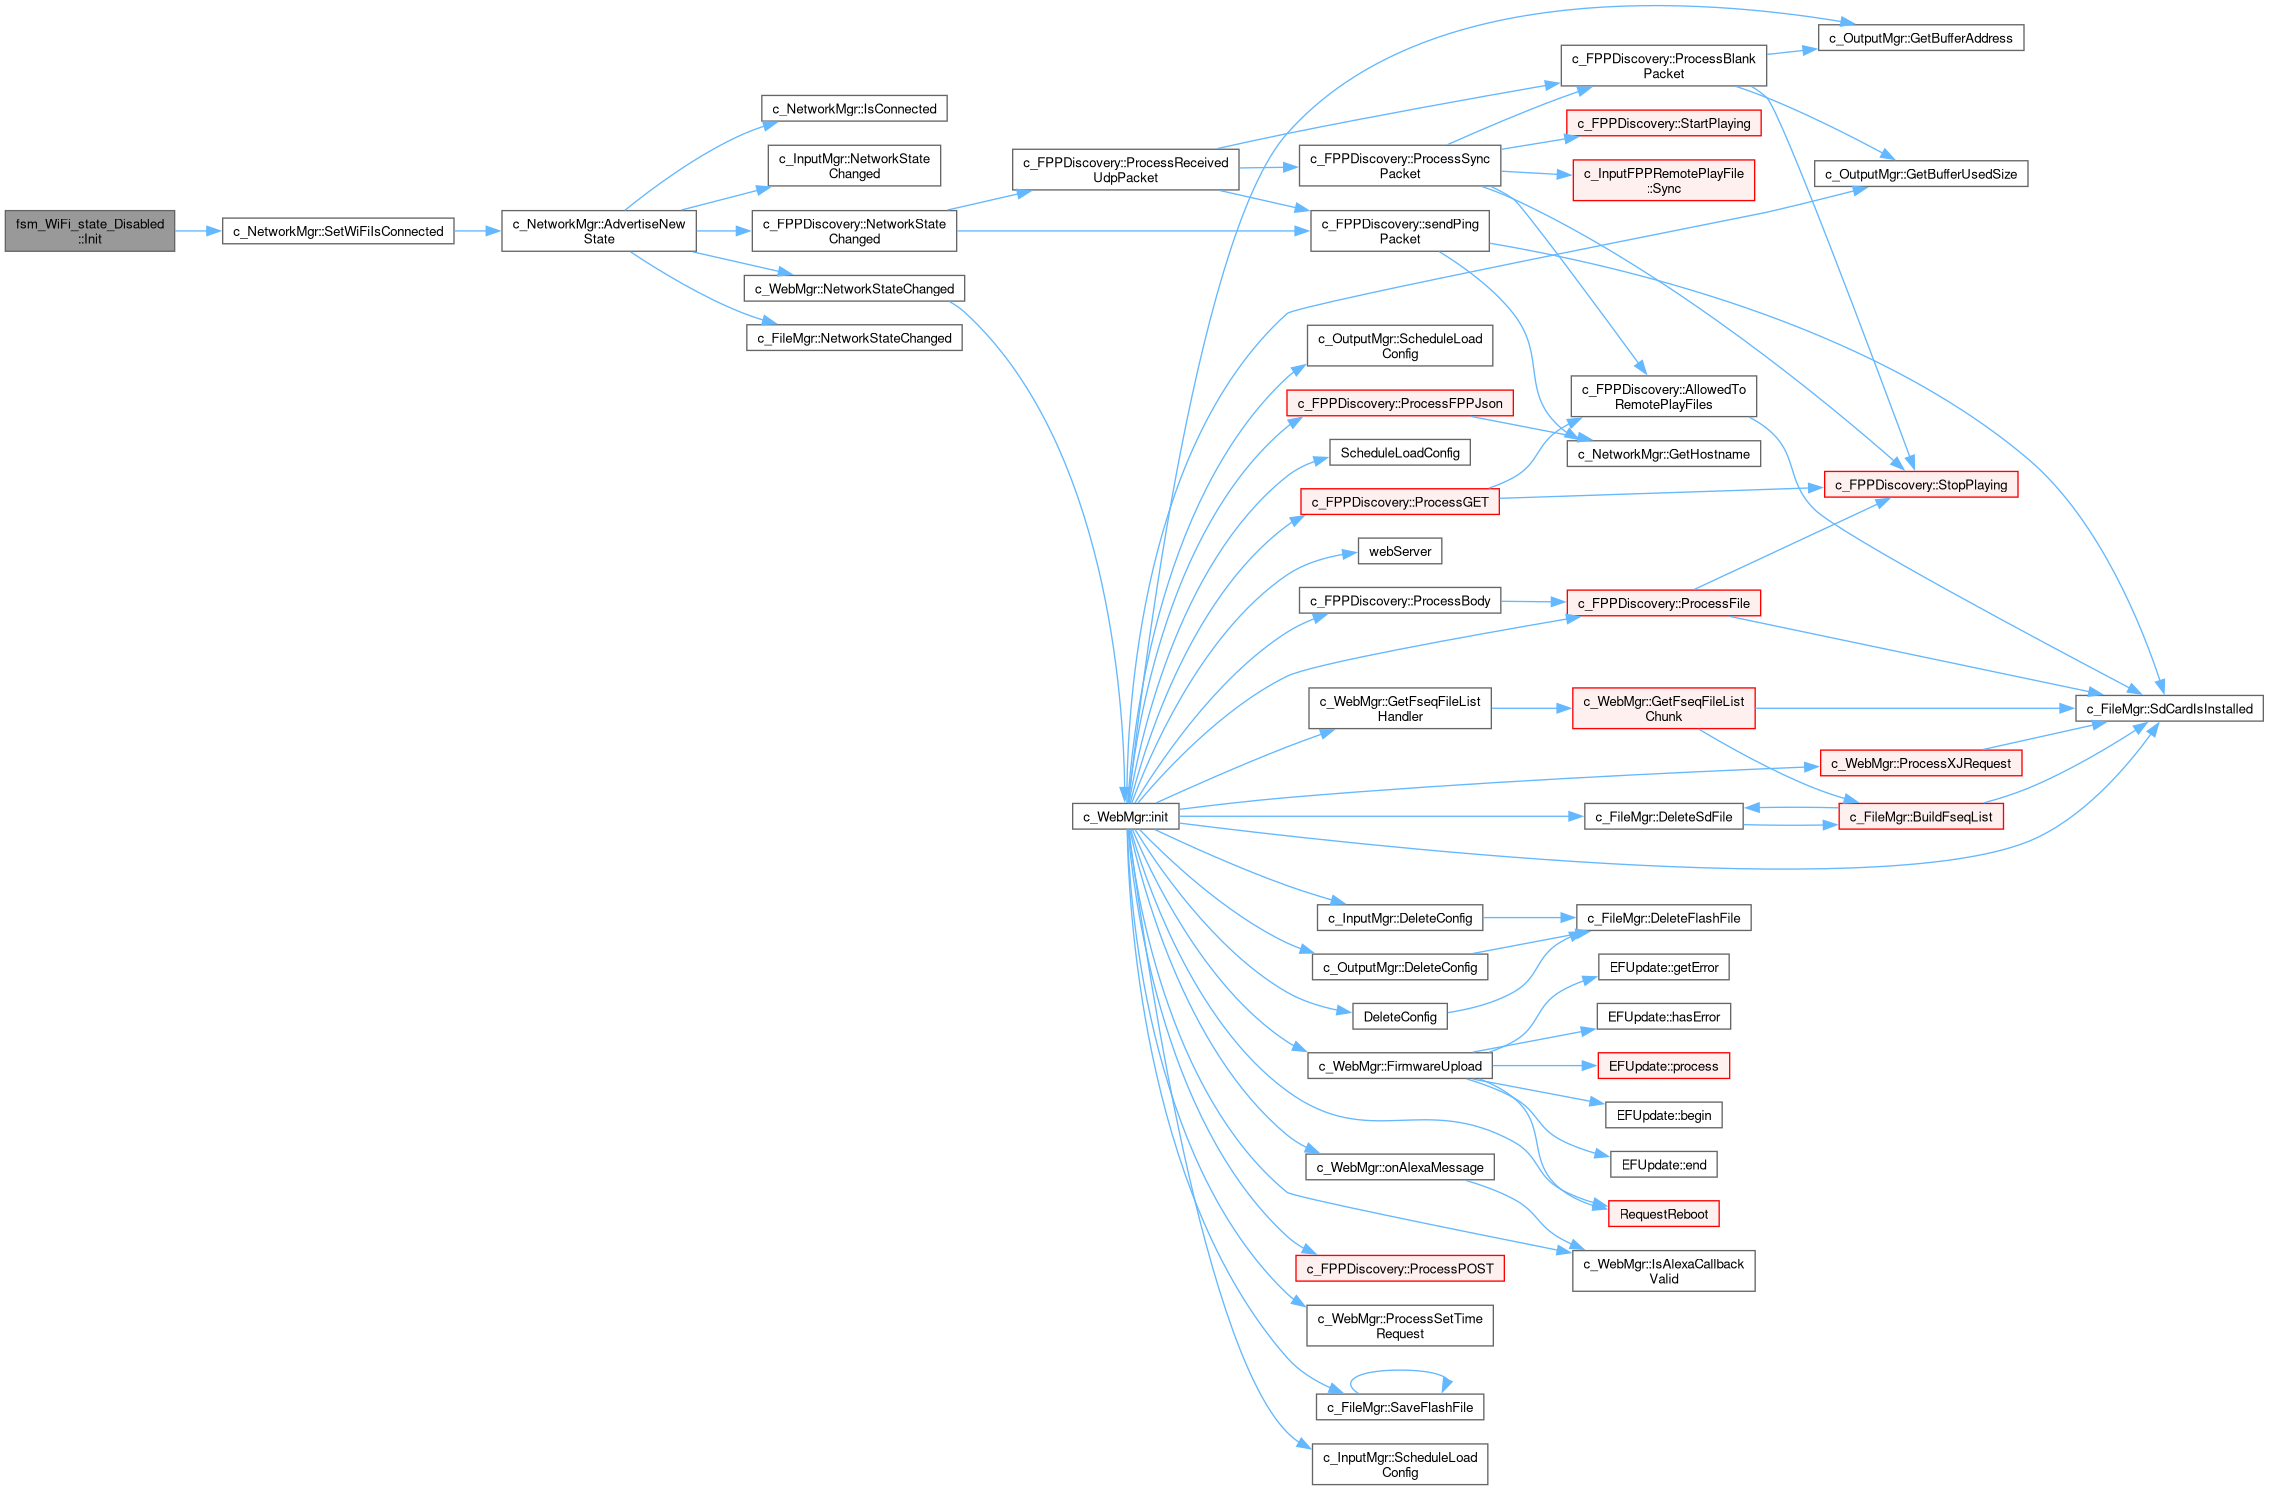 fsm_WiFi_state_Disabled
::Init
c_NetworkMgr::SetWiFiIsConnected
c_NetworkMgr::AdvertiseNew
State
c_NetworkMgr::IsConnected
c_InputMgr::NetworkState
Changed
c_FPPDiscovery::NetworkState
Changed
c_WebMgr::NetworkStateChanged
c_FileMgr::NetworkStateChanged
c_FPPDiscovery::ProcessReceived
UdpPacket
c_WebMgr::init
c_FPPDiscovery::ProcessSync
Packet
c_FPPDiscovery::sendPing
Packet
c_OutputMgr::ScheduleLoad
Config
c_FPPDiscovery::ProcessFPPJson
ScheduleLoadConfig
c_FPPDiscovery::ProcessGET
webServer
c_FPPDiscovery::ProcessBody
c_WebMgr::GetFseqFileList
Handler
c_InputMgr::DeleteConfig
c_OutputMgr::DeleteConfig
DeleteConfig
c_WebMgr::FirmwareUpload
c_WebMgr::onAlexaMessage
c_FPPDiscovery::ProcessPOST
c_WebMgr::ProcessSetTime
Request
c_FileMgr::SaveFlashFile
c_InputMgr::ScheduleLoad
Config
c_FPPDiscovery::ProcessBlank
Packet
c_FPPDiscovery::StartPlaying
c_InputFPPRemotePlayFile
::Sync
c_FPPDiscovery::AllowedTo
RemotePlayFiles
c_NetworkMgr::GetHostname
c_FPPDiscovery::ProcessFile
c_WebMgr::GetFseqFileList
Chunk
c_FileMgr::DeleteSdFile
c_FileMgr::DeleteFlashFile
EFUpdate::getError
EFUpdate::hasError
EFUpdate::process
EFUpdate::begin
EFUpdate::end
RequestReboot
c_WebMgr::IsAlexaCallback
Valid
c_OutputMgr::GetBufferAddress
c_OutputMgr::GetBufferUsedSize
c_FPPDiscovery::StopPlaying
c_WebMgr::ProcessXJRequest
c_FileMgr::BuildFseqList
c_FileMgr::SdCardIsInstalled